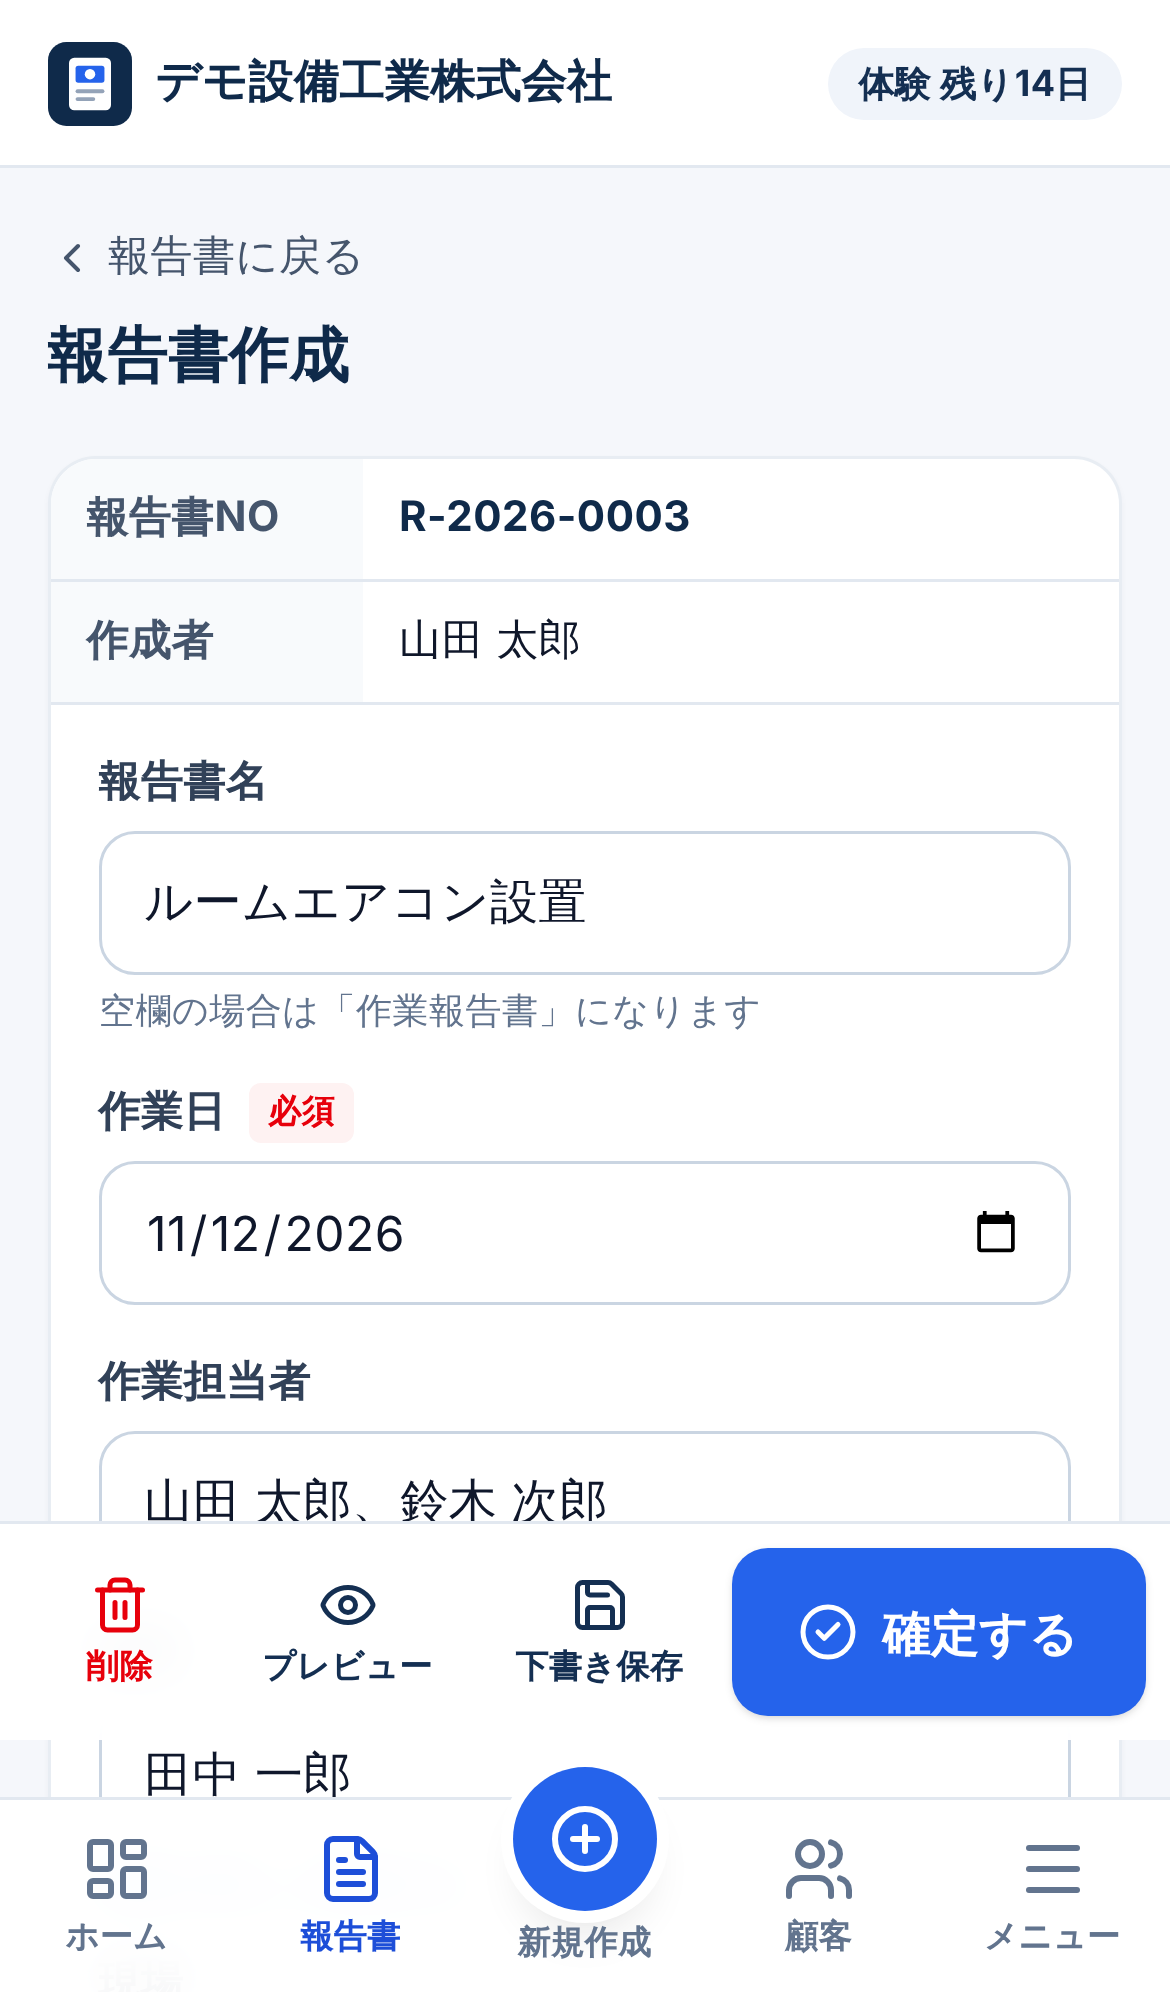 デモ設備工業株式会社
体験 残り14日
報告書に戻る
報告書作成
報告書NO
R-2026-0003
作成者
山田 太郎
報告書名
ルームエアコン設置
空欄の場合は「作業報告書」になります
作業日 必須
11/12/2026
作業担当者
山田 太郎、鈴木 次郎
削除
プレビュー
下書き保存
確定する
田中 一郎
ホーム
報告書
新規作成
顧客
メニュー